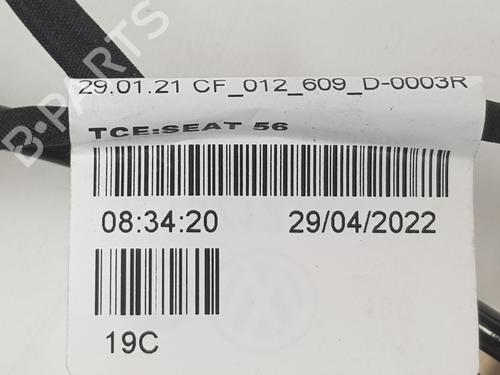 29.01.21 CF_012_609_D-0003R
TCE:SEAT 56
08:34:20 29/04/2022
19C
B-PARTS